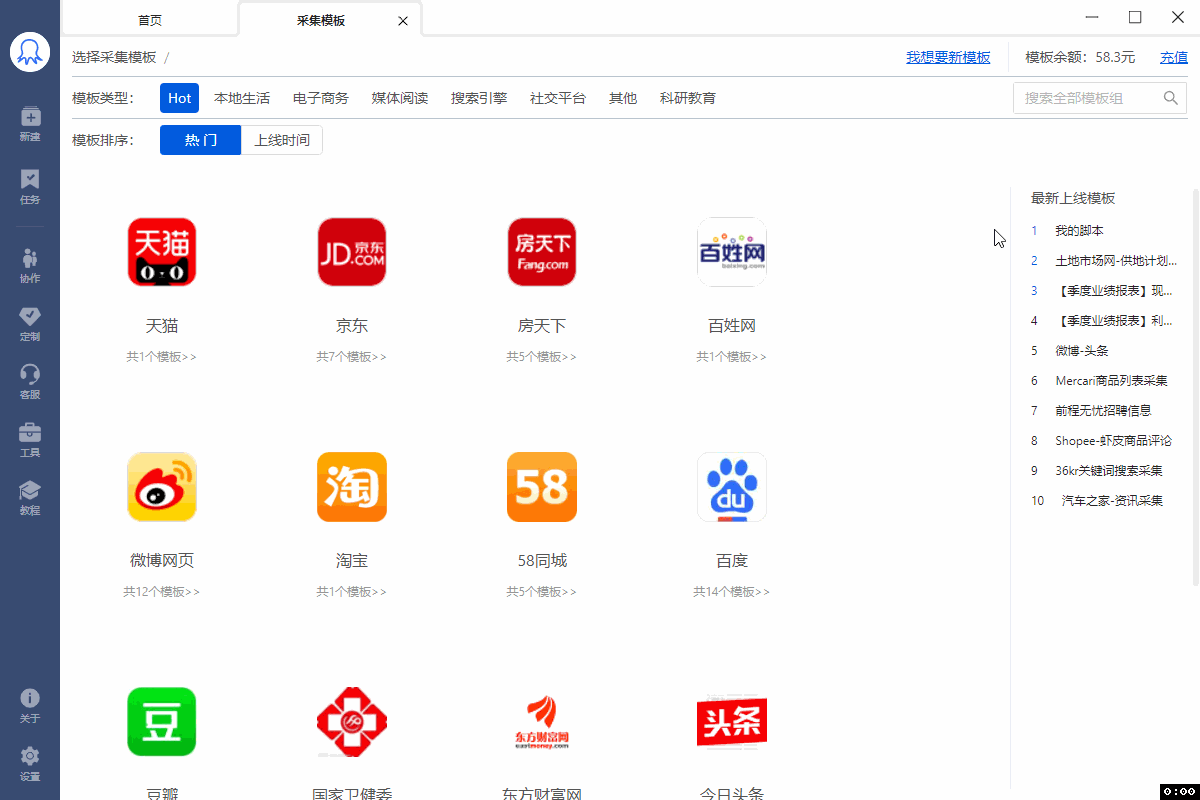 首页
采集模板
选择采集模板 /
我想要新模板
模板余额：58.3元
充值
模板类型：
Hot
本地生活
电子商务
媒体阅读
搜索引擎
社交平台
其他
科研教育
搜索全部模板组
模板排序：
热 门
上线时间
新建
任务
协作
定制
客服
工具
教程
关于
设置
天猫
JD.京东
.COM
房天下
Fang.com
百姓网
baixing.com
天猫
京东
房天下
百姓网
共1个模板>>
共7个模板>>
共5个模板>>
共1个模板>>
淘
58
du
微博网页
淘宝
58同城
百度
共12个模板>>
共1个模板>>
共5个模板>>
共14个模板>>
豆
东方财富网
eastmoney.com
头条
豆瓣
国家卫健委
东方财富网
今日头条
最新上线模板
1 我的脚本
2 土地市场网-供地计划...
3 【季度业绩报表】现...
4 【季度业绩报表】利...
5 微博-头条
6 Mercari商品列表采集
7 前程无忧招聘信息
8 Shopee-虾皮商品评论
9 36kr关键词搜索采集
10 汽车之家-资讯采集
0:00